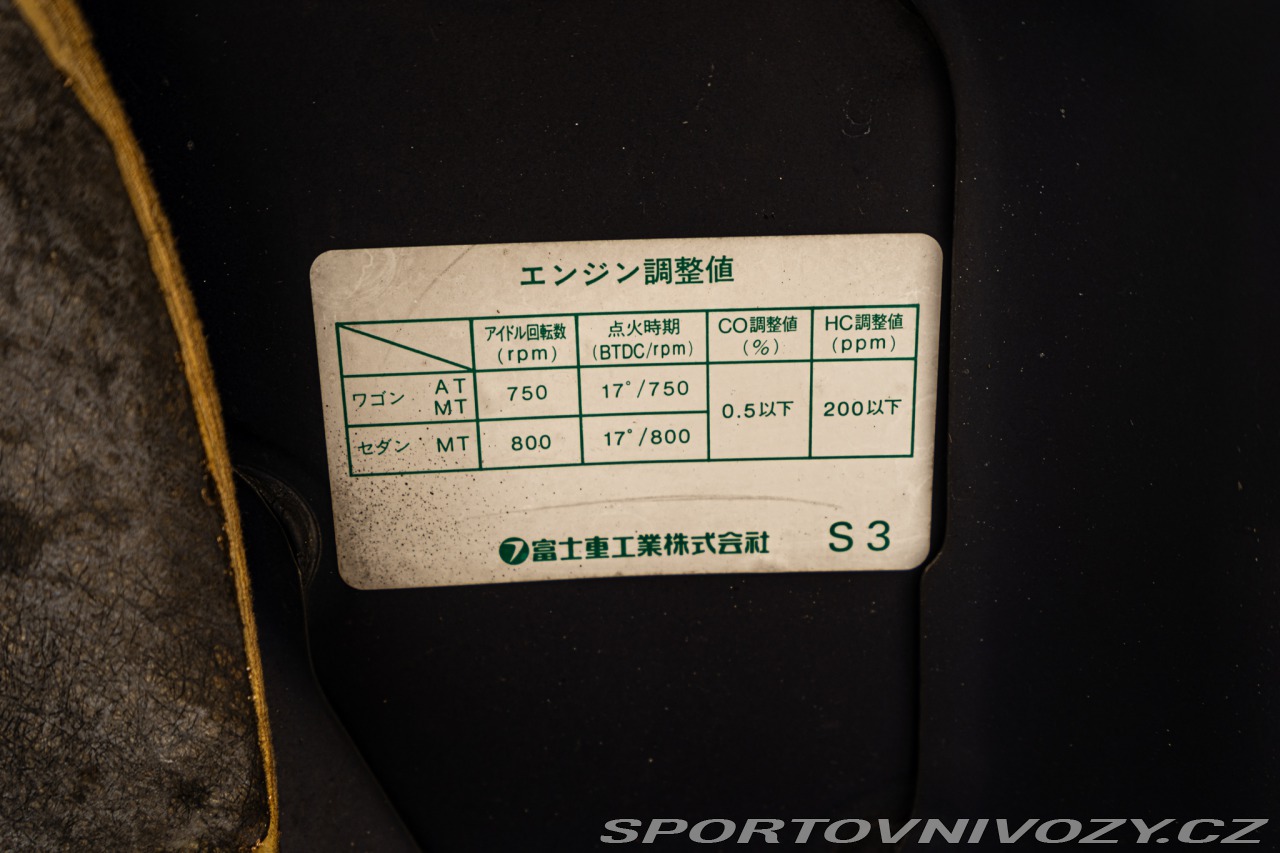 エンジン調整値
アイドル回転数 点火時期 CO調整値 HC調整値
(rpm) (BTDC/rpm) (%) (ppm)
ワゴン AT MT 750 17°/750 0.5以下 200以下
セダン MT 800 17°/800
フ富士重工業株式会社 S3
SPORTOVNIVOZY.CZ